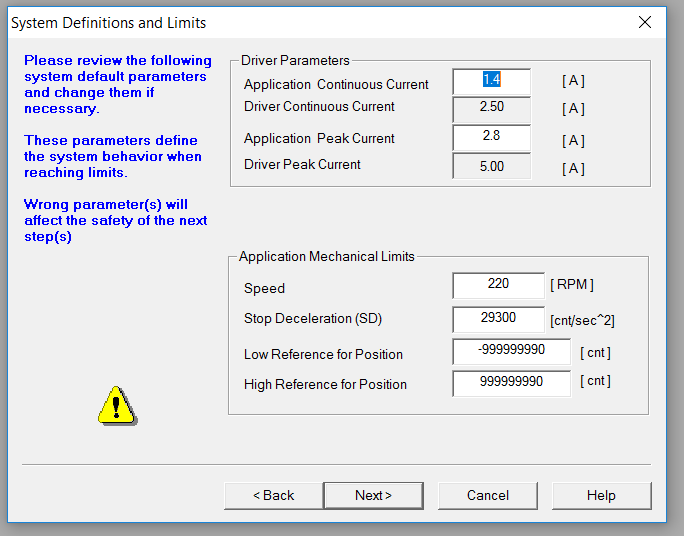 System Definitions and Limits
Please review the following
system default parameters
and change them if
necessary.
These parameters define
the system behavior when
reaching limits.
Wrong parameter(s) will
affect the safety of the next
step(s)
Driver Parameters
Application Continuous Current 1.4 [ A ]
Driver Continuous Current 2.50 [ A ]
Application Peak Current 2.8 [ A ]
Driver Peak Current 5.00 [ A ]
Application Mechanical Limits
Speed 220 [ RPM ]
Stop Deceleration (SD) 29300 [cnt/sec^2]
Low Reference for Position -999999990 [ cnt ]
High Reference for Position 999999990 [ cnt ]
< Back Next > Cancel Help